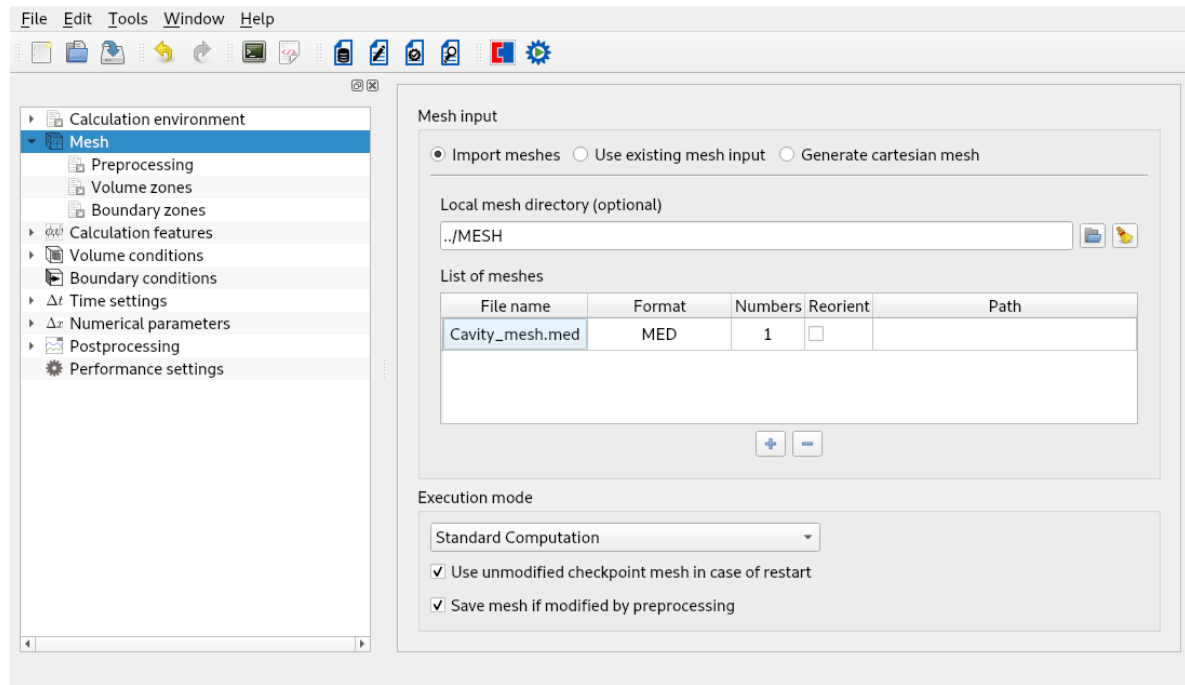 File Edit Tools Window Help
Calculation environment
Mesh
Preprocessing
Volume zones
Boundary zones
Calculation features
Volume conditions
Boundary conditions
Δt Time settings
Δx Numerical parameters
Postprocessing
Performance settings
Mesh input
Import meshes Use existing mesh input Generate cartesian mesh
Local mesh directory (optional)
../MESH
List of meshes
File name Format Numbers Reorient Path
Cavity_mesh.med MED 1
Execution mode
Standard Computation
Use unmodified checkpoint mesh in case of restart
Save mesh if modified by preprocessing